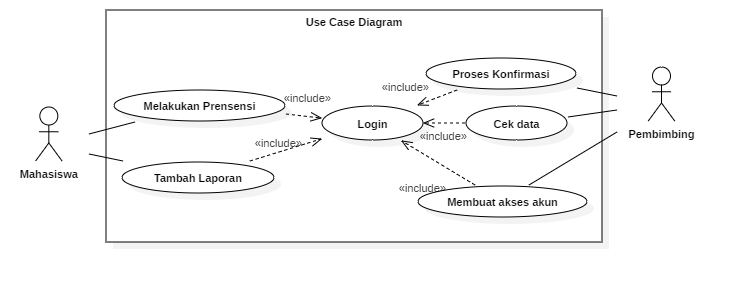 Use Case Diagram
Proses Konfirmasi
«include»
Melakukan Prensensi
«include»
Login
Cek data
Pembimbing
«include»
«include»
Mahasiswa
Tambah Laporan
«include»
Membuat akses akun